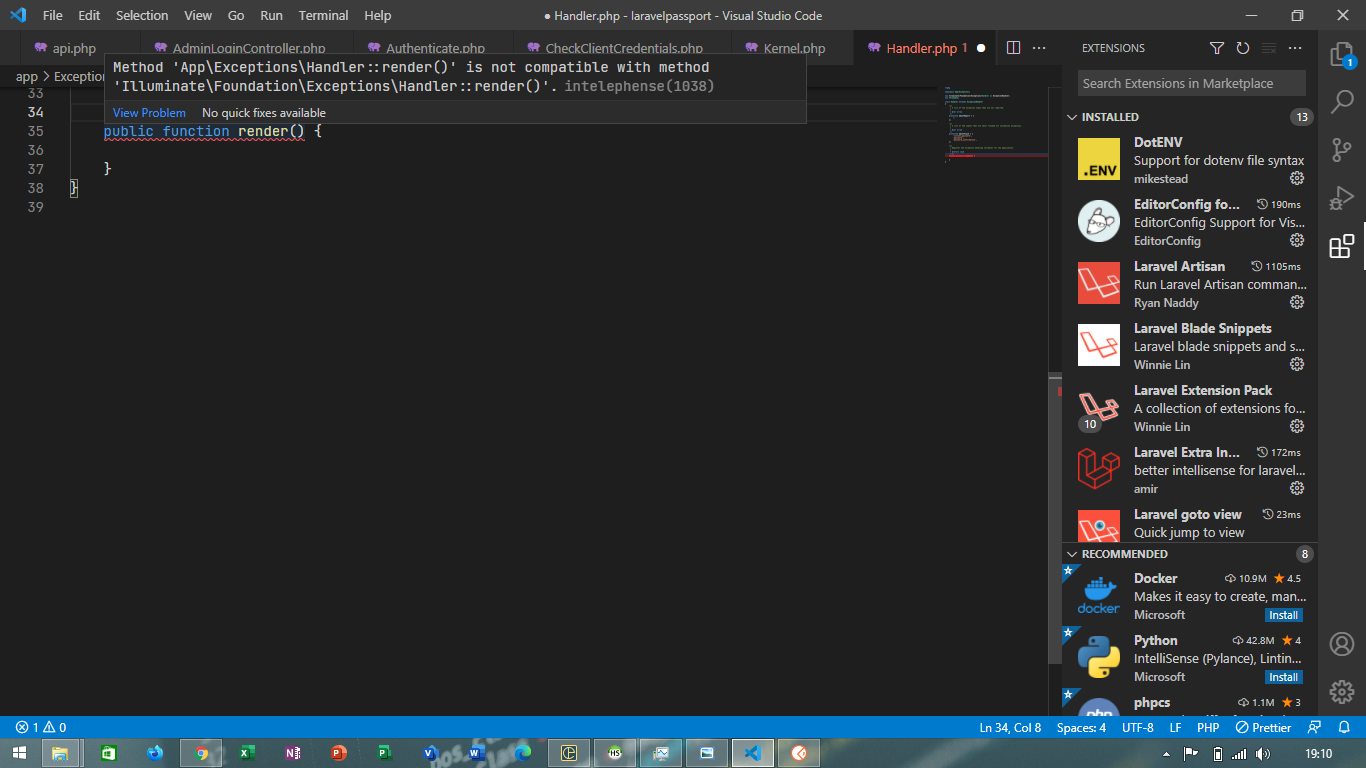 File Edit Selection View Go Run Terminal Help
● Handler.php - laravelpassport - Visual Studio Code
api.php AdminLoginController.php Authenticate.php CheckClientCredentials.php Kernel.php Handler.php 1
app > Exception
Method 'App\Exceptions\Handler::render()' is not compatible with method
'Illuminate\Foundation\Exceptions\Handler::render()'. intelephense(1038)
View Problem No quick fixes available
33
34
35 public function render() {
36
37 }
38 }
39
EXTENSIONS
Search Extensions in Marketplace
INSTALLED 13
.ENV
DotENV
Support for dotenv file syntax
mikestead
EditorConfig fo... 190ms
EditorConfig Support for Vis...
EditorConfig
Laravel Artisan 1105ms
Run Laravel Artisan comman...
Ryan Naddy
Laravel Blade Snippets
Laravel blade snippets and s...
Winnie Lin
Laravel Extension Pack
A collection of extensions fo...
10
Winnie Lin
Laravel Extra In... 172ms
better intellisense for laravel...
amir
Laravel goto view 23ms
Quick jump to view
RECOMMENDED 8
Docker 10.9M ★ 4.5
Makes it easy to create, man...
docker
Microsoft Install
Python 42.8M ★ 4
IntelliSense (Pylance), Lintin...
Microsoft Install
phpcs 1.1M ★ 3
php
1
1 0
Ln 34, Col 8 Spaces: 4 UTF-8 LF PHP Prettier
19:10